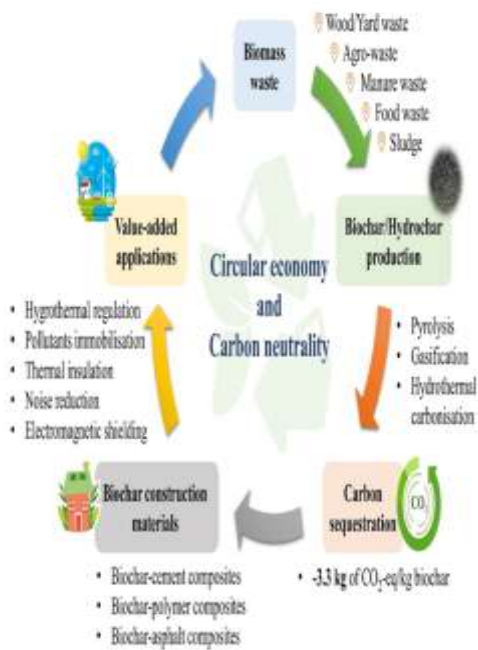 Biomass
waste
Wood/Yard waste
Agro-waste
Manure waste
Food waste
Sludge
Biochar/Hydrochar
production
• Pyrolysis
• Gasification
• Hydrothermal
carbonisation
Carbon
sequestration
CO₂
• -3.3 kg of CO₂-eq/kg biochar
Biochar construction
materials
• Biochar-cement composites
• Biochar-polymer composites
• Biochar-asphalt composites
Value-added
applications
• Hygrothermal regulation
• Pollutants immobilisation
• Thermal insulation
• Noise reduction
• Electromagnetic shielding
Circular economy
and
Carbon neutrality